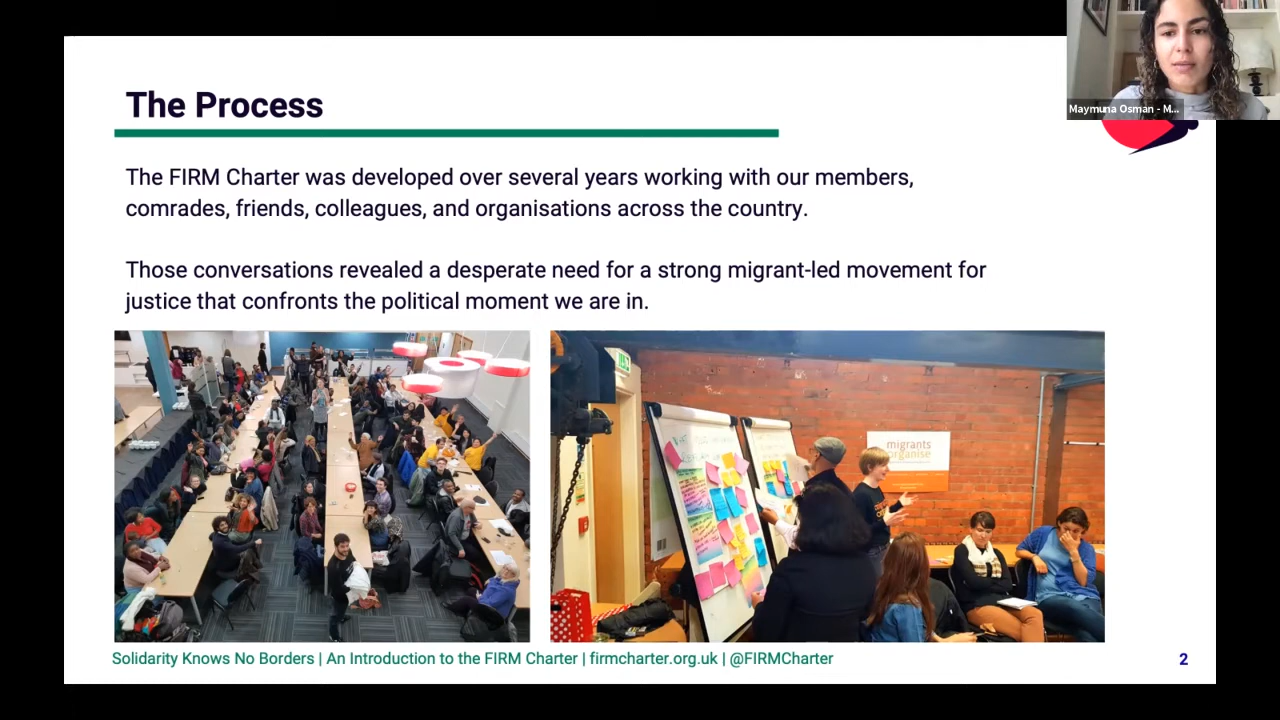 The Process
Maymuna Osman - M...
The FIRM Charter was developed over several years working with our members,
comrades, friends, colleagues, and organisations across the country.
Those conversations revealed a desperate need for a strong migrant-led movement for
justice that confronts the political moment we are in.
migrants
organise
Solidarity Knows No Borders | An Introduction to the FIRM Charter | firmcharter.org.uk | @FIRMCharter
2